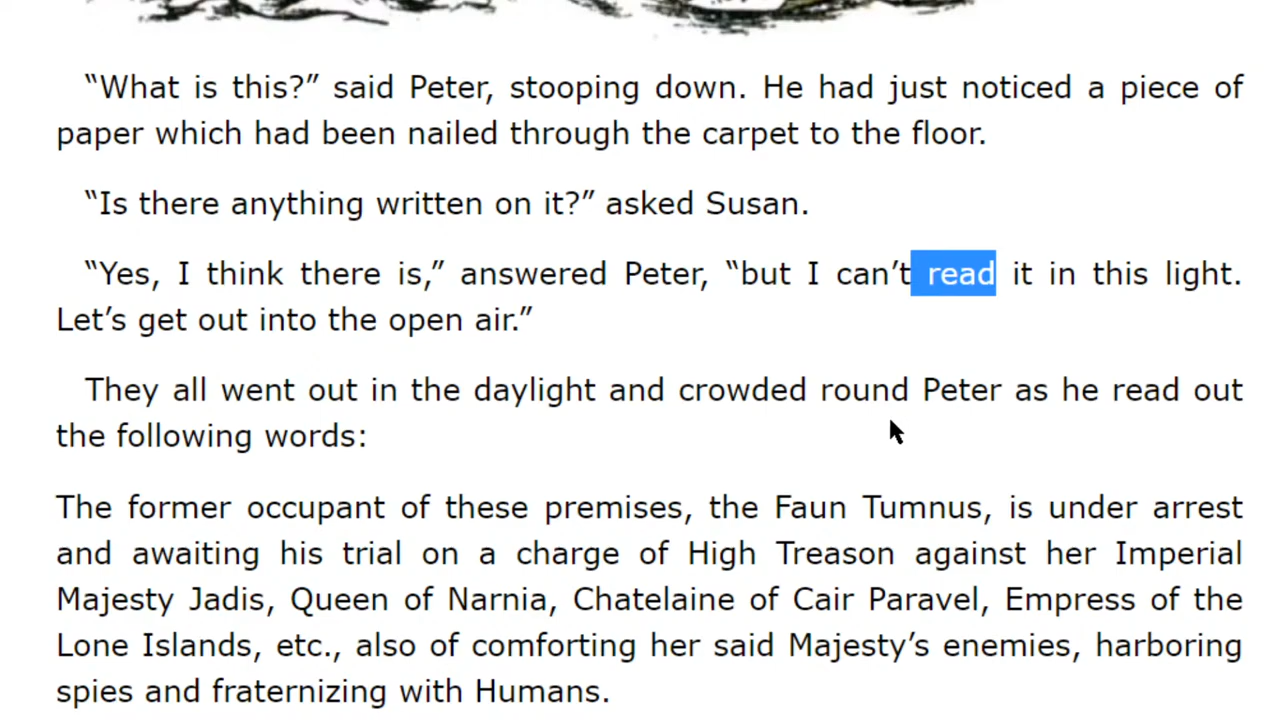 “What is this?” said Peter, stooping down. He had just noticed a piece of
paper which had been nailed through the carpet to the floor.
“Is there anything written on it?” asked Susan.
“Yes, I think there is,” answered Peter, “but I can’t read it in this light.
Let’s get out into the open air.”
They all went out in the daylight and crowded round Peter as he read out
the following words:
The former occupant of these premises, the Faun Tumnus, is under arrest
and awaiting his trial on a charge of High Treason against her Imperial
Majesty Jadis, Queen of Narnia, Chatelaine of Cair Paravel, Empress of the
Lone Islands, etc., also of comforting her said Majesty’s enemies, harboring
spies and fraternizing with Humans.